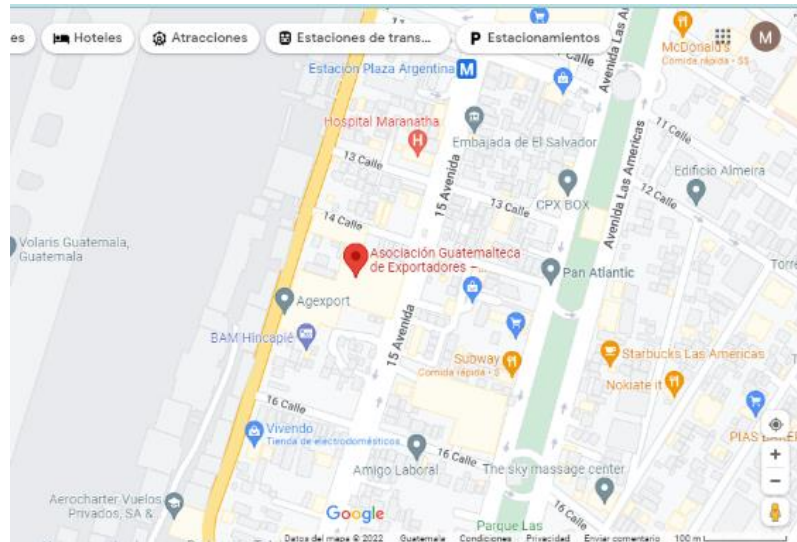 es
Hoteles
Atracciones
Estaciones de trans...
P Estacionamientos
M
McDonald's
Comida rápida · $$
Calle
Avenida Las A
Estación Plaza Argentina M
Hospital Maranatha
H
Embajada de El Salvador
11 Calle
13 Calle
Edificio Almeira
15 Avenida
Avenida Las Americas
12 Calle
13 Calle
CPX BOX
14 Calle
Volaris Guatemala,
Guatemala
Asociación Guatemalteca
de Exportadores –...
Pan Atlantic
Torre
Agexport
BAM Hincapié
15 Avenida
Subway
Comida rápida · $
Starbucks Las Americas
Nokiate it
16 Calle
Vivendo
Tienda de electrodomésticos
PIAS
Amigo Laboral
16 Calle
The sky massage center
Aerocharter Vuelos
Privados, SA &
Google
Parque Las
Datos del mapa © 2022 Guatemala Condiciones Privacidad Enviar comentario 100 m